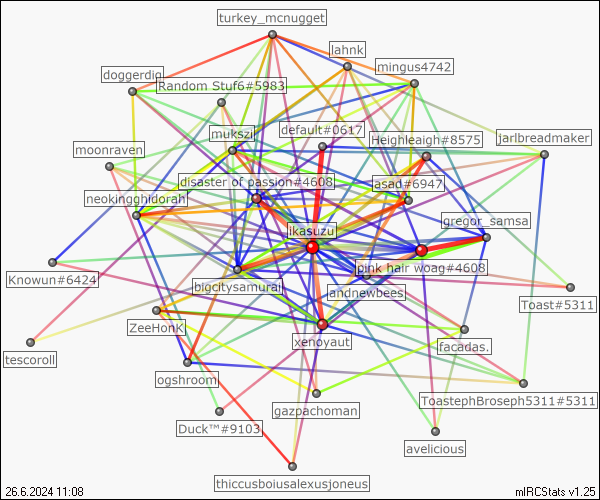 turkey_mcnugget
lahnk
mingus4742
doggerdig
Random Stuf6#5983
mukszi
default#0617
Heighleigh#8575
jarlbreadmaker
moonraven
disaster of passion#4608
asad#6947
neokingghidorah
gregor_samsa
ikasuzu
pink hair woag#4608
Knowun#6424
bigcitysamurai
andnewbees
Toast#5311
ZeeHonK
xenoyaut
facadas.
tescoroll
ogshroom
ToastephBroseph5311#5311
gazpachoman
Duck™#9103
avelicious
thiccusboiusalexusjoneus
26.6.2024 11:08
mIRCStats v1.25